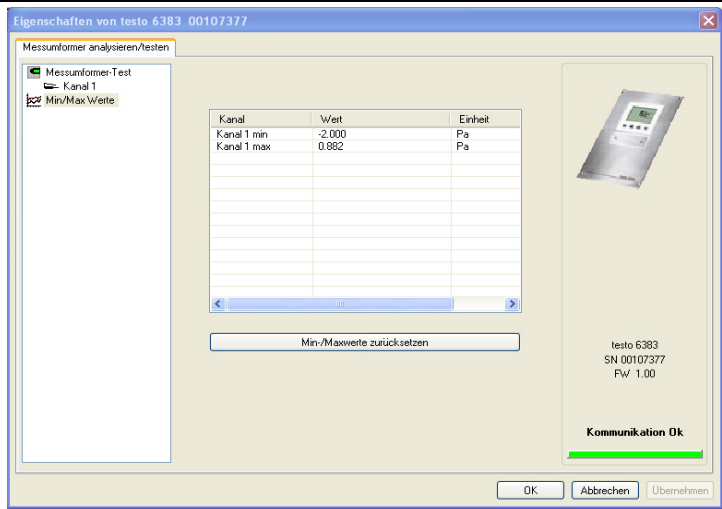 Eigenschaften von testo 6383 00107377
Messumformer analysieren/testen
Messumformer-Test
Kanal 1
Min/Max Werte
Kanal Wert Einheit
Kanal 1 min -2.000 Pa
Kanal 1 max 0.882 Pa
Min-/Maxwerte zurücksetzen
testo 6383
SN 00107377
FW 1.00
Kommunikation Ok
OK Abbrechen Übernehmen